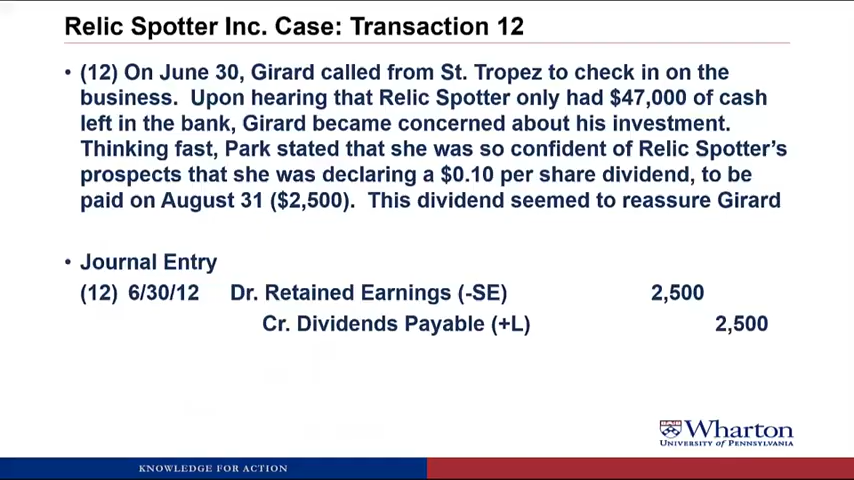 Relic Spotter Inc. Case: Transaction 12
• (12) On June 30, Girard called from St. Tropez to check in on the
business. Upon hearing that Relic Spotter only had $47,000 of cash
left in the bank, Girard became concerned about his investment.
Thinking fast, Park stated that she was so confident of Relic Spotter's
prospects that she was declaring a $0.10 per share dividend, to be
paid on August 31 ($2,500). This dividend seemed to reassure Girard
• Journal Entry
(12) 6/30/12 Dr. Retained Earnings (-SE) 2,500
Cr. Dividends Payable (+L) 2,500
Wharton
UNIVERSITY OF PENNSYLVANIA
KNOWLEDGE FOR ACTION